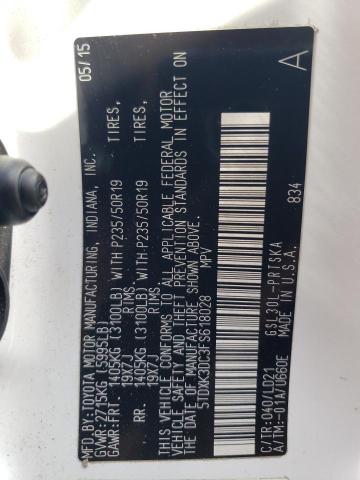 MFD. BY: TOYOTA MOTOR MANUFACTURING, INDIANA, INC. 05/15
GVWR: 2715KG (5995LB)
GAWR: FRT. 1405KG (3100LB) WITH P235/50R19 TIRES,
19X7J RIMS
RR. 1405KG (3100LB) WITH P235/50R19 TIRES,
19X7J RIMS
THIS VEHICLE CONFORMS TO ALL APPLICABLE FEDERAL MOTOR
VEHICLE SAFETY, BUMPER, AND THEFT PREVENTION STANDARDS IN EFFECT ON
THE DATE OF MANUFACTURE SHOWN ABOVE.
5TDXK3DC3FS618028 MPV
A
C/TR: 040/LD21 GSL30L-PRTSKA
A/TM: -01A/U660E MADE IN U.S.A. 834